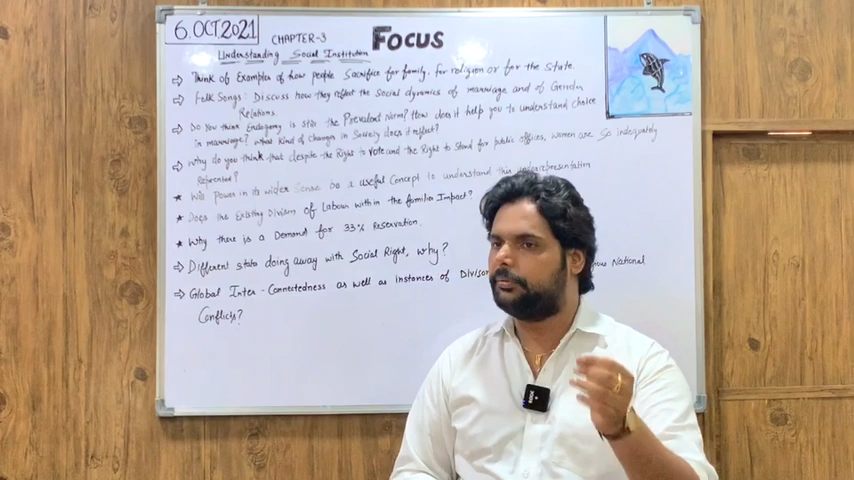 6.OCT.2021
CHAPTER-3
FOCUS
Understanding Social Institution
⇒ Think of Examples of how people Sacrifice for family. for religion or for the State.
⇒ Folk Songs: Discuss how they reflect the Social dynamics of marriage and of Gender
Relations.
⇒ Do You think Endogamy is still the Prevalent norm? How does it help you to understand choice
in marriage? What kind of changes in Society does it reflect?
⇒ Why do you think that despite the Right to Vote and the Right to Stand for public offices, women are so indequately
Represented?
★ Will Power in its wider Sense be a useful Concept to understand this underrepresentation
★ Does the Existing Division of Labour within the families Impact?
★ Why there is a Demand for 33% Reservation.
⇒ Different state doing away with Social Right, Why?
⇒ Global Inter-Connectedness as well as instances of National
Conflicts?
RODE